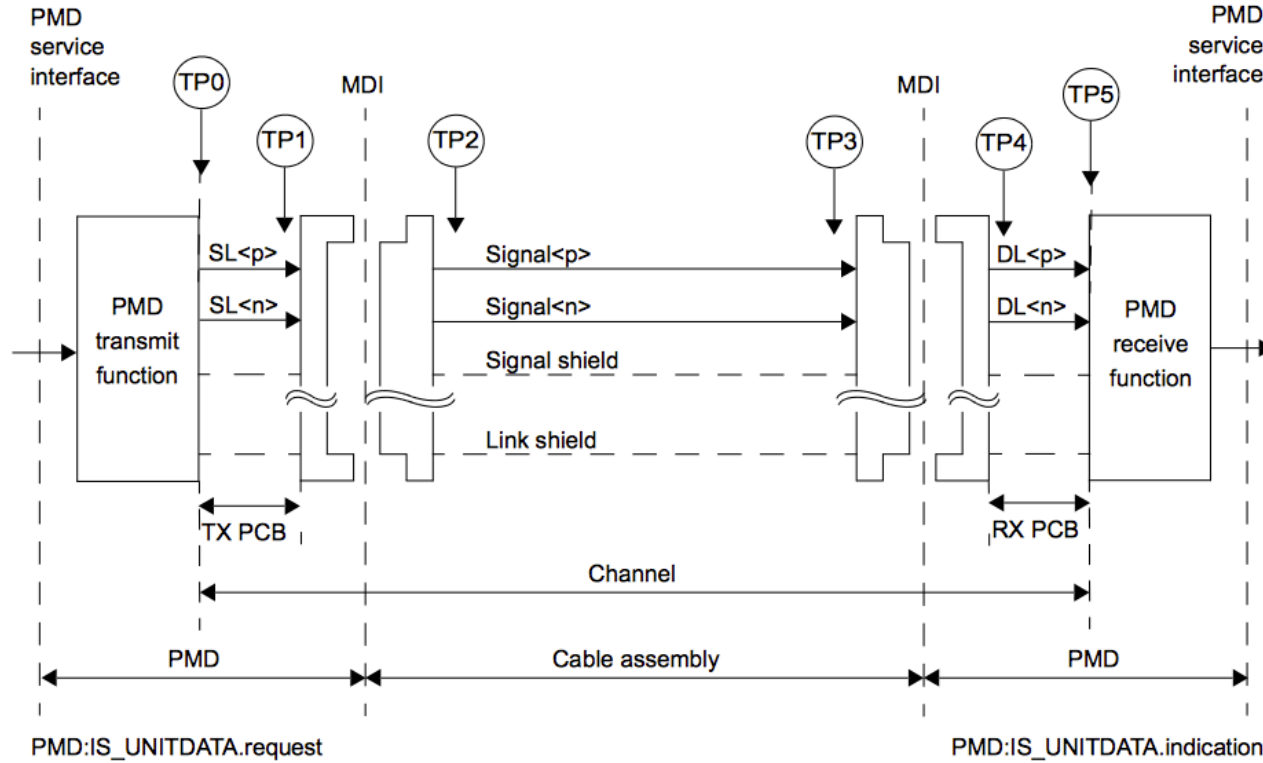 PMD
service
interface
PMD
service
interface
TP0
MDI
MDI
TP5
TP1
TP2
TP3
TP4
SL<p>
Signal<p>
DL<p>
SL<n>
Signal<n>
DL<n>
PMD
transmit
function
PMD
receive
function
Signal shield
Link shield
TX PCB
RX PCB
Channel
PMD
Cable assembly
PMD
PMD:IS_UNITDATA.request
PMD:IS_UNITDATA.indication